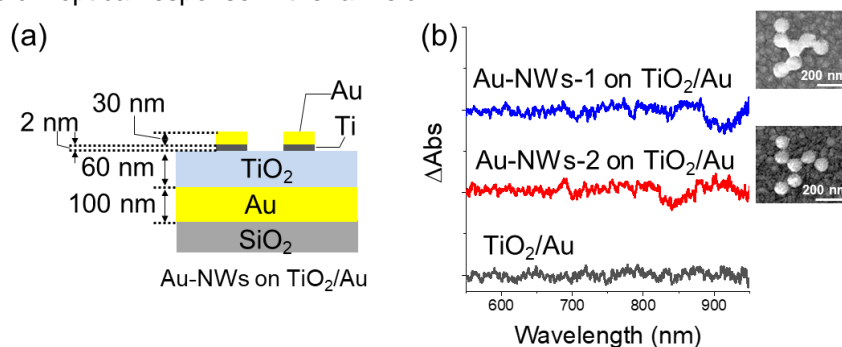 (a)
Au
30 nm
2 nm
Ti
60 nm
TiO₂
100 nm
Au
SiO₂
Au-NWs on TiO₂/Au
(b)
Au-NWs-1 on TiO₂/Au
200 nm
ΔAbs
Au-NWs-2 on TiO₂/Au
200 nm
TiO₂/Au
600 700 800 900
Wavelength (nm)